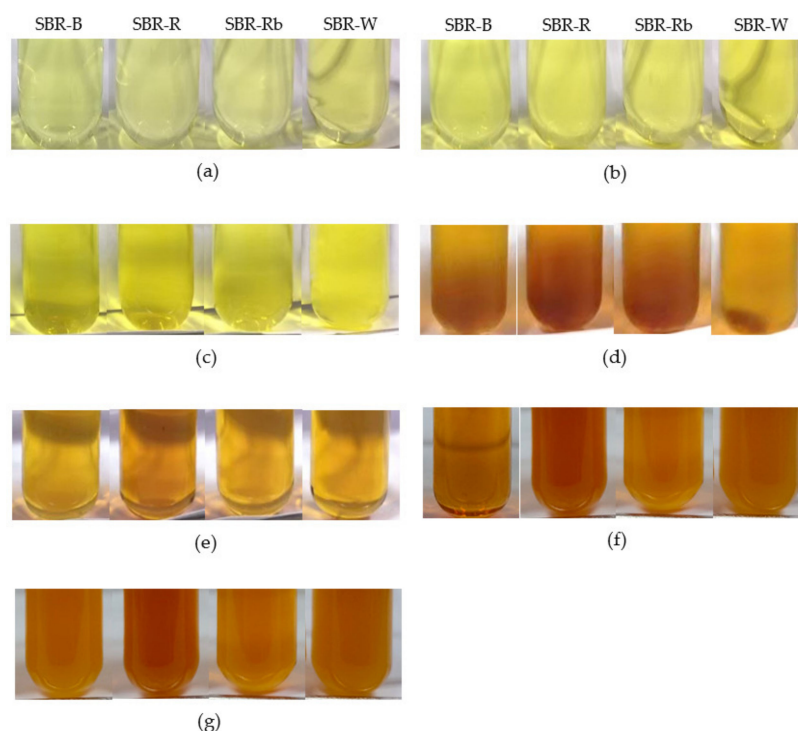 SBR-B SBR-R SBR-Rb SBR-W SBR-B SBR-R SBR-Rb SBR-W
(a) (b)
(c) (d)
(e) (f)
(g)